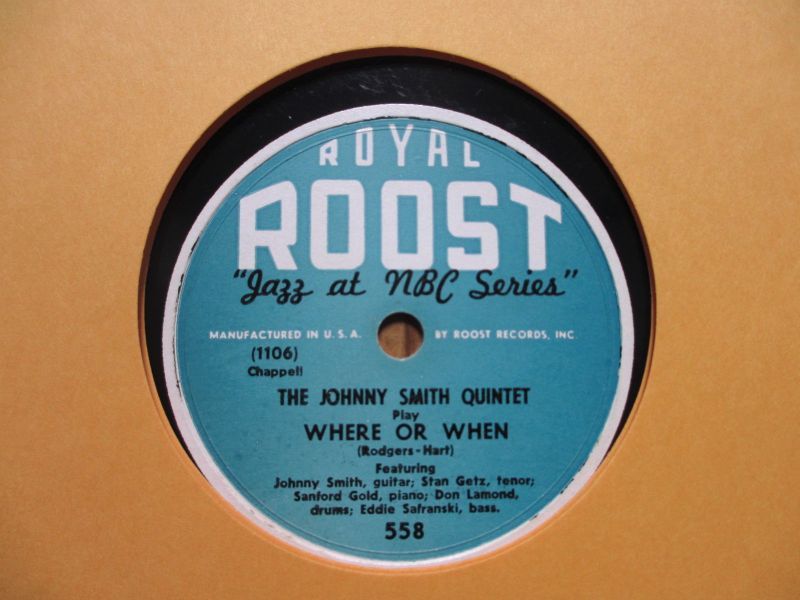 ROYAL
ROOST
"Jazz at NBC Series"
MANUFACTURED IN U.S.A. BY ROOST RECORDS, INC.
(1106)
Chappell
THE JOHNNY SMITH QUINTET
Play
WHERE OR WHEN
(Rodgers-Hart)
Featuring
Johnny Smith, guitar; Stan Getz, tenor;
Sanford Gold, piano; Don Lamond,
drums; Eddie Safranski, bass.
558